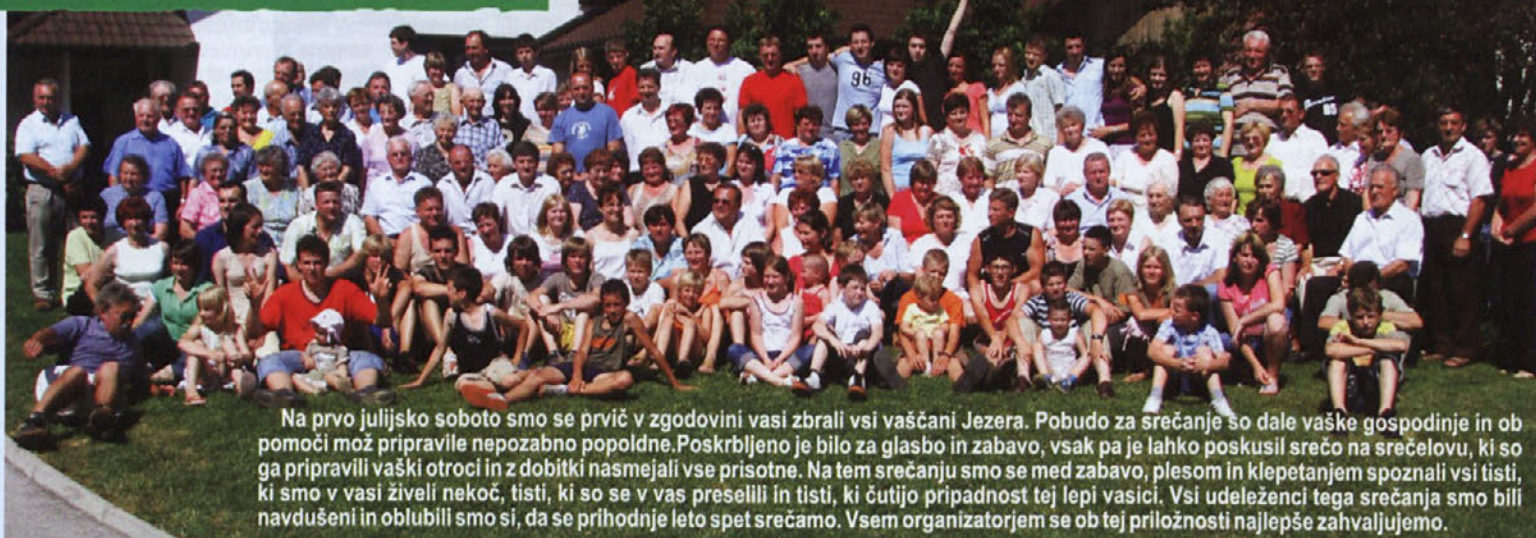 96
65
Na prvo julijsko soboto smo se prvič v zgodovini vasi zbrali vsi vaščani Jezera. Pobudo za srečanje so dale vaške gospodinje in ob
pomoči mož pripravile nepozabno popoldne.Poskrbljeno je bilo za glasbo in zabavo, vsak pa je lahko poskusil srečo na srečelovu, ki so
ga pripravili vaški otroci in z dobitki nasmejali vse prisotne. Na tem srečanju smo se med zabavo, plesom in klepetanjem spoznali vsi tisti,
ki smo v vasi živeli nekoč, tisti, ki so se v vas preselili in tisti, ki čutijo pripadnost tej lepi vasici. Vsi udeleženci tega srečanja smo bili
navdušeni in oblubili smo si, da se prihodnje leto spet srečamo. Vsem organizatorjem se ob tej priložnosti najlepše zahvaljujemo.